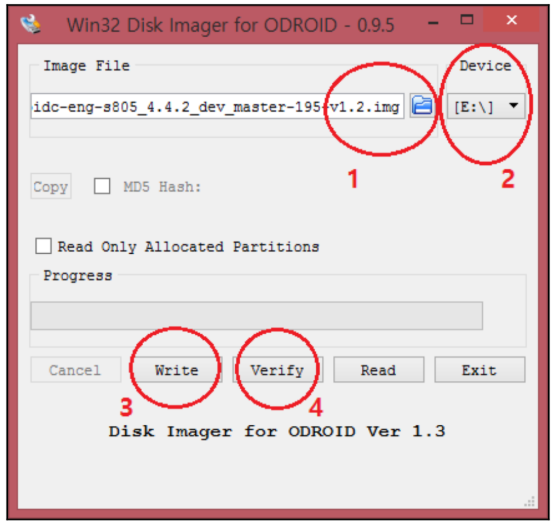 Win32 Disk Imager for ODROID - 0.9.5
Image File
Device
idc-eng-s805_4.4.2_dev_master-195-v1.2.img
[E:\]
1
2
Copy
MD5 Hash:
Read Only Allocated Partitions
Progress
Cancel
Write
Verify
Read
Exit
3
4
Disk Imager for ODROID Ver 1.3